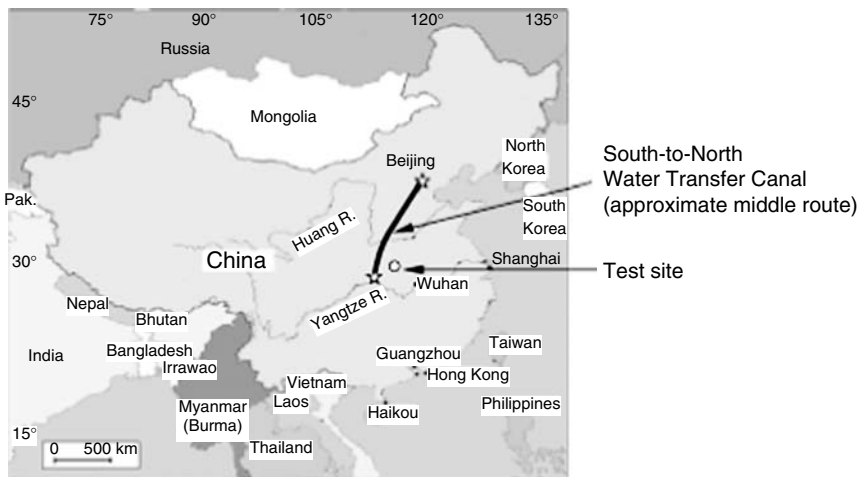 75°
90°
105°
120°
135°
Russia
45°
Mongolia
Beijing
North
Korea
South-to-North
Water Transfer Canal
(approximate middle route)
Pak.
South
Korea
Huang R.
30°
China
Shanghai
Test site
Wuhan
Yangtze R.
Nepal
Bhutan
India
Bangladesh
Irrawao
Guangzhou
Taiwan
Hong Kong
Vietnam
Laos
Myanmar
(Burma)
Haikou
Philippines
15°
Thailand
0 500 km